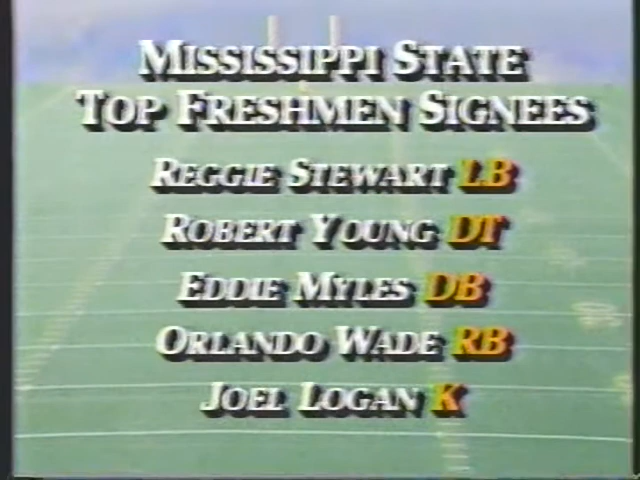 MISSISSIPPI STATE
TOP FRESHMEN SIGNEES
REGGIE STEWART LB
ROBERT YOUNG DT
EDDIE MYLES DB
ORLANDO WADE RB
JOEL LOGAN K